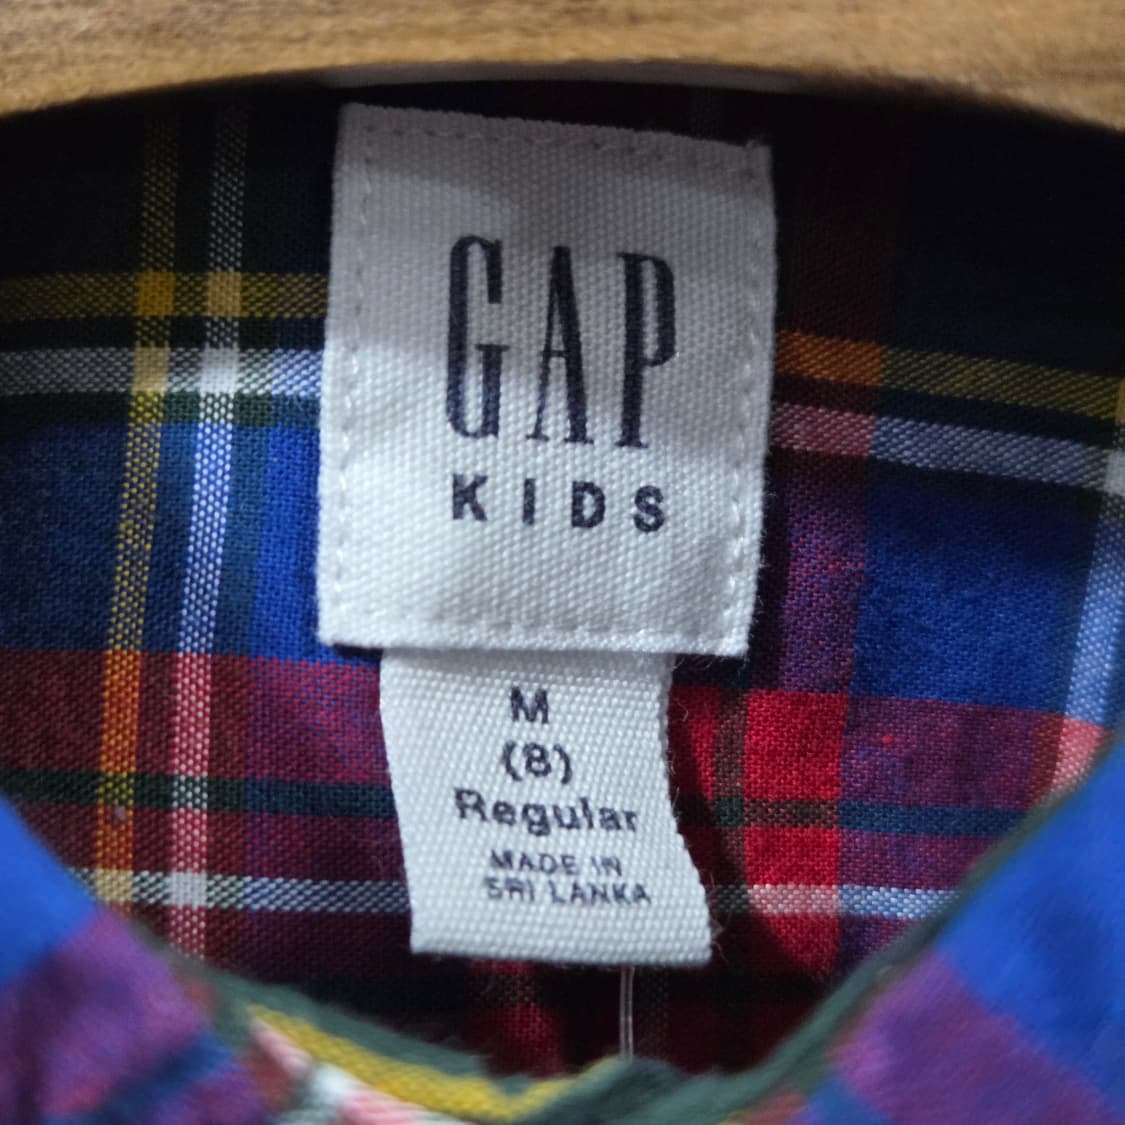 GAP
KIDS
M
(8)
Regular
MADE IN
SRI LANKA